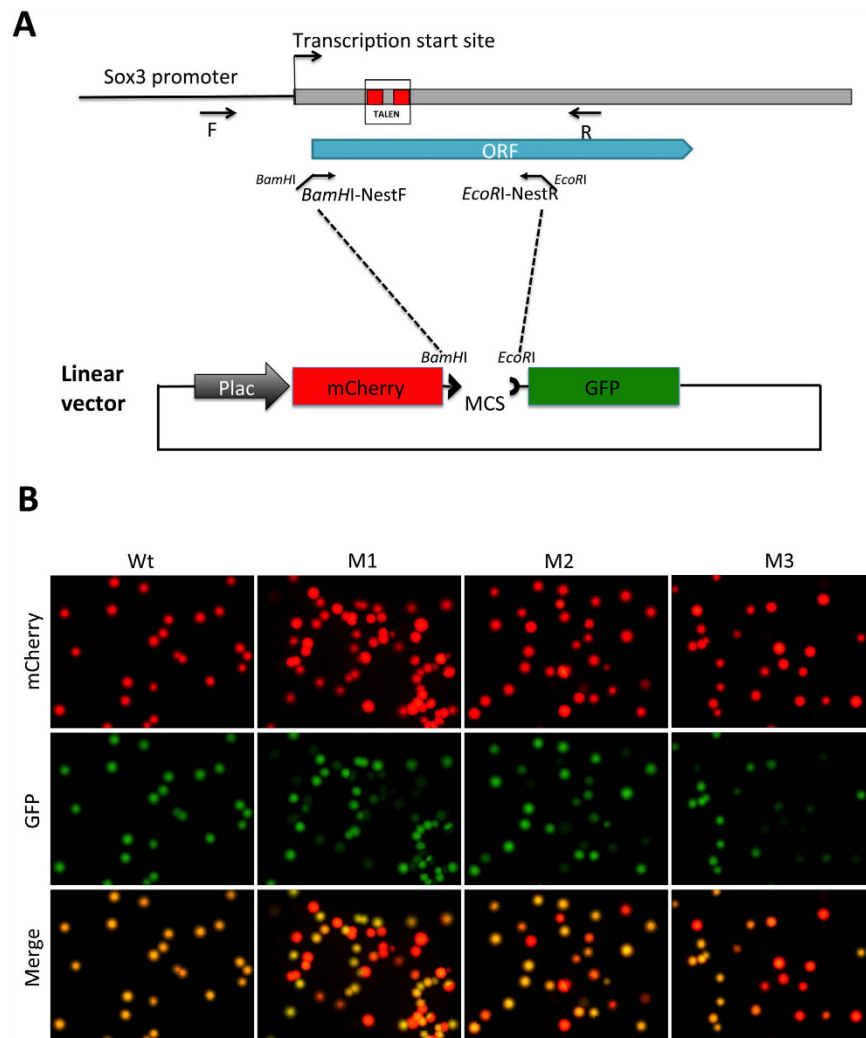 A
Transcription start site
Sox3 promoter
TALEN
F
R
ORF
BamHI
BamHI-NestF
EcoRI-NestR
EcoRI
BamHI
EcoRI
Linear
vector
Plac
mCherry
MCS
GFP
B
Wt
M1
M2
M3
mCherry
GFP
Merge